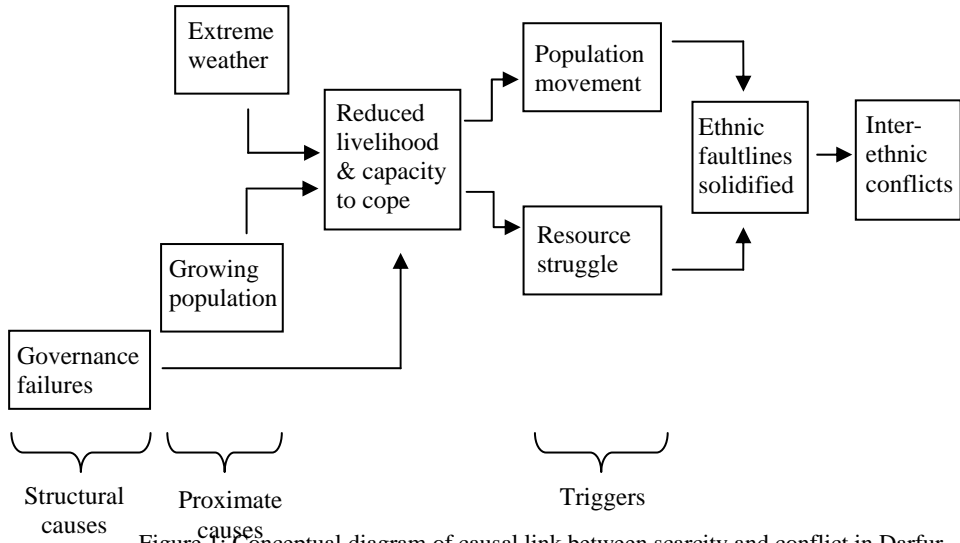 Extreme
weather
Population
movement
Reduced
livelihood
& capacity
to cope
Ethnic
faultlines
solidified
Inter-
ethnic
conflicts
Growing
population
Resource
struggle
Governance
failures
Structural
causes
Proximate
causes
Triggers
Figure 1: Conceptual diagram of causal link between scarcity and conflict in Darfur